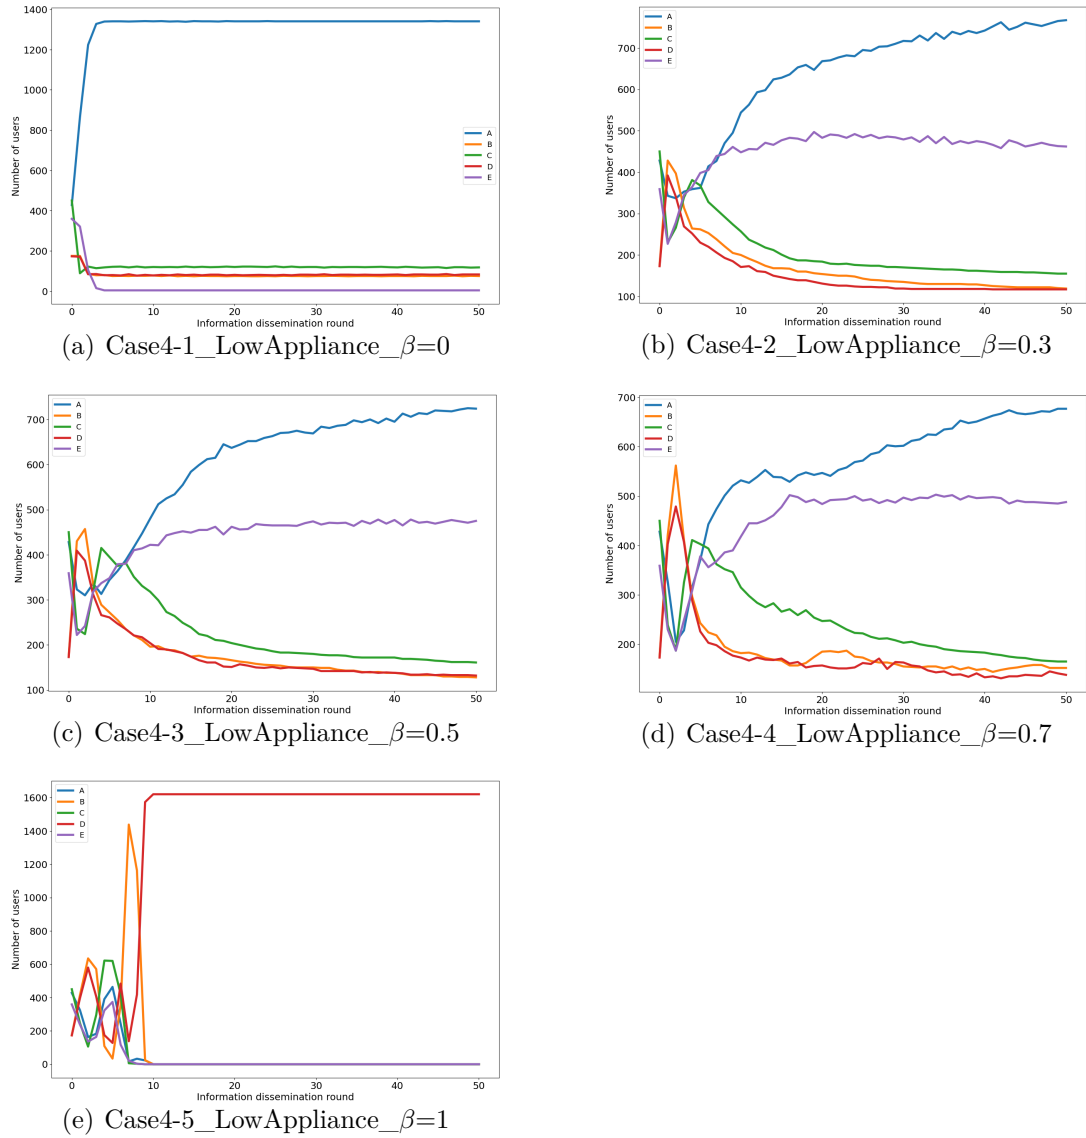 1400
1200
1000
800
600
400
200
0
Number of users
A
B
C
D
E
0 10 20 30 40 50
Information dissemination round
(a) Case4-1_LowAppliance_β=0
700
600
500
400
300
200
100
Number of users
A
B
C
D
E
0 10 20 30 40 50
Information dissemination round
(b) Case4-2_LowAppliance_β=0.3
700
600
500
400
300
200
100
Number of users
A
B
C
D
E
0 10 20 30 40 50
Information dissemination round
(c) Case4-3_LowAppliance_β=0.5
700
600
500
400
300
200
Number of users
A
B
C
D
E
0 10 20 30 40 50
Information dissemination round
(d) Case4-4_LowAppliance_β=0.7
1600
1400
1200
1000
800
600
400
200
0
Number of users
A
B
C
D
E
0 10 20 30 40 50
Information dissemination round
(e) Case4-5_LowAppliance_β=1